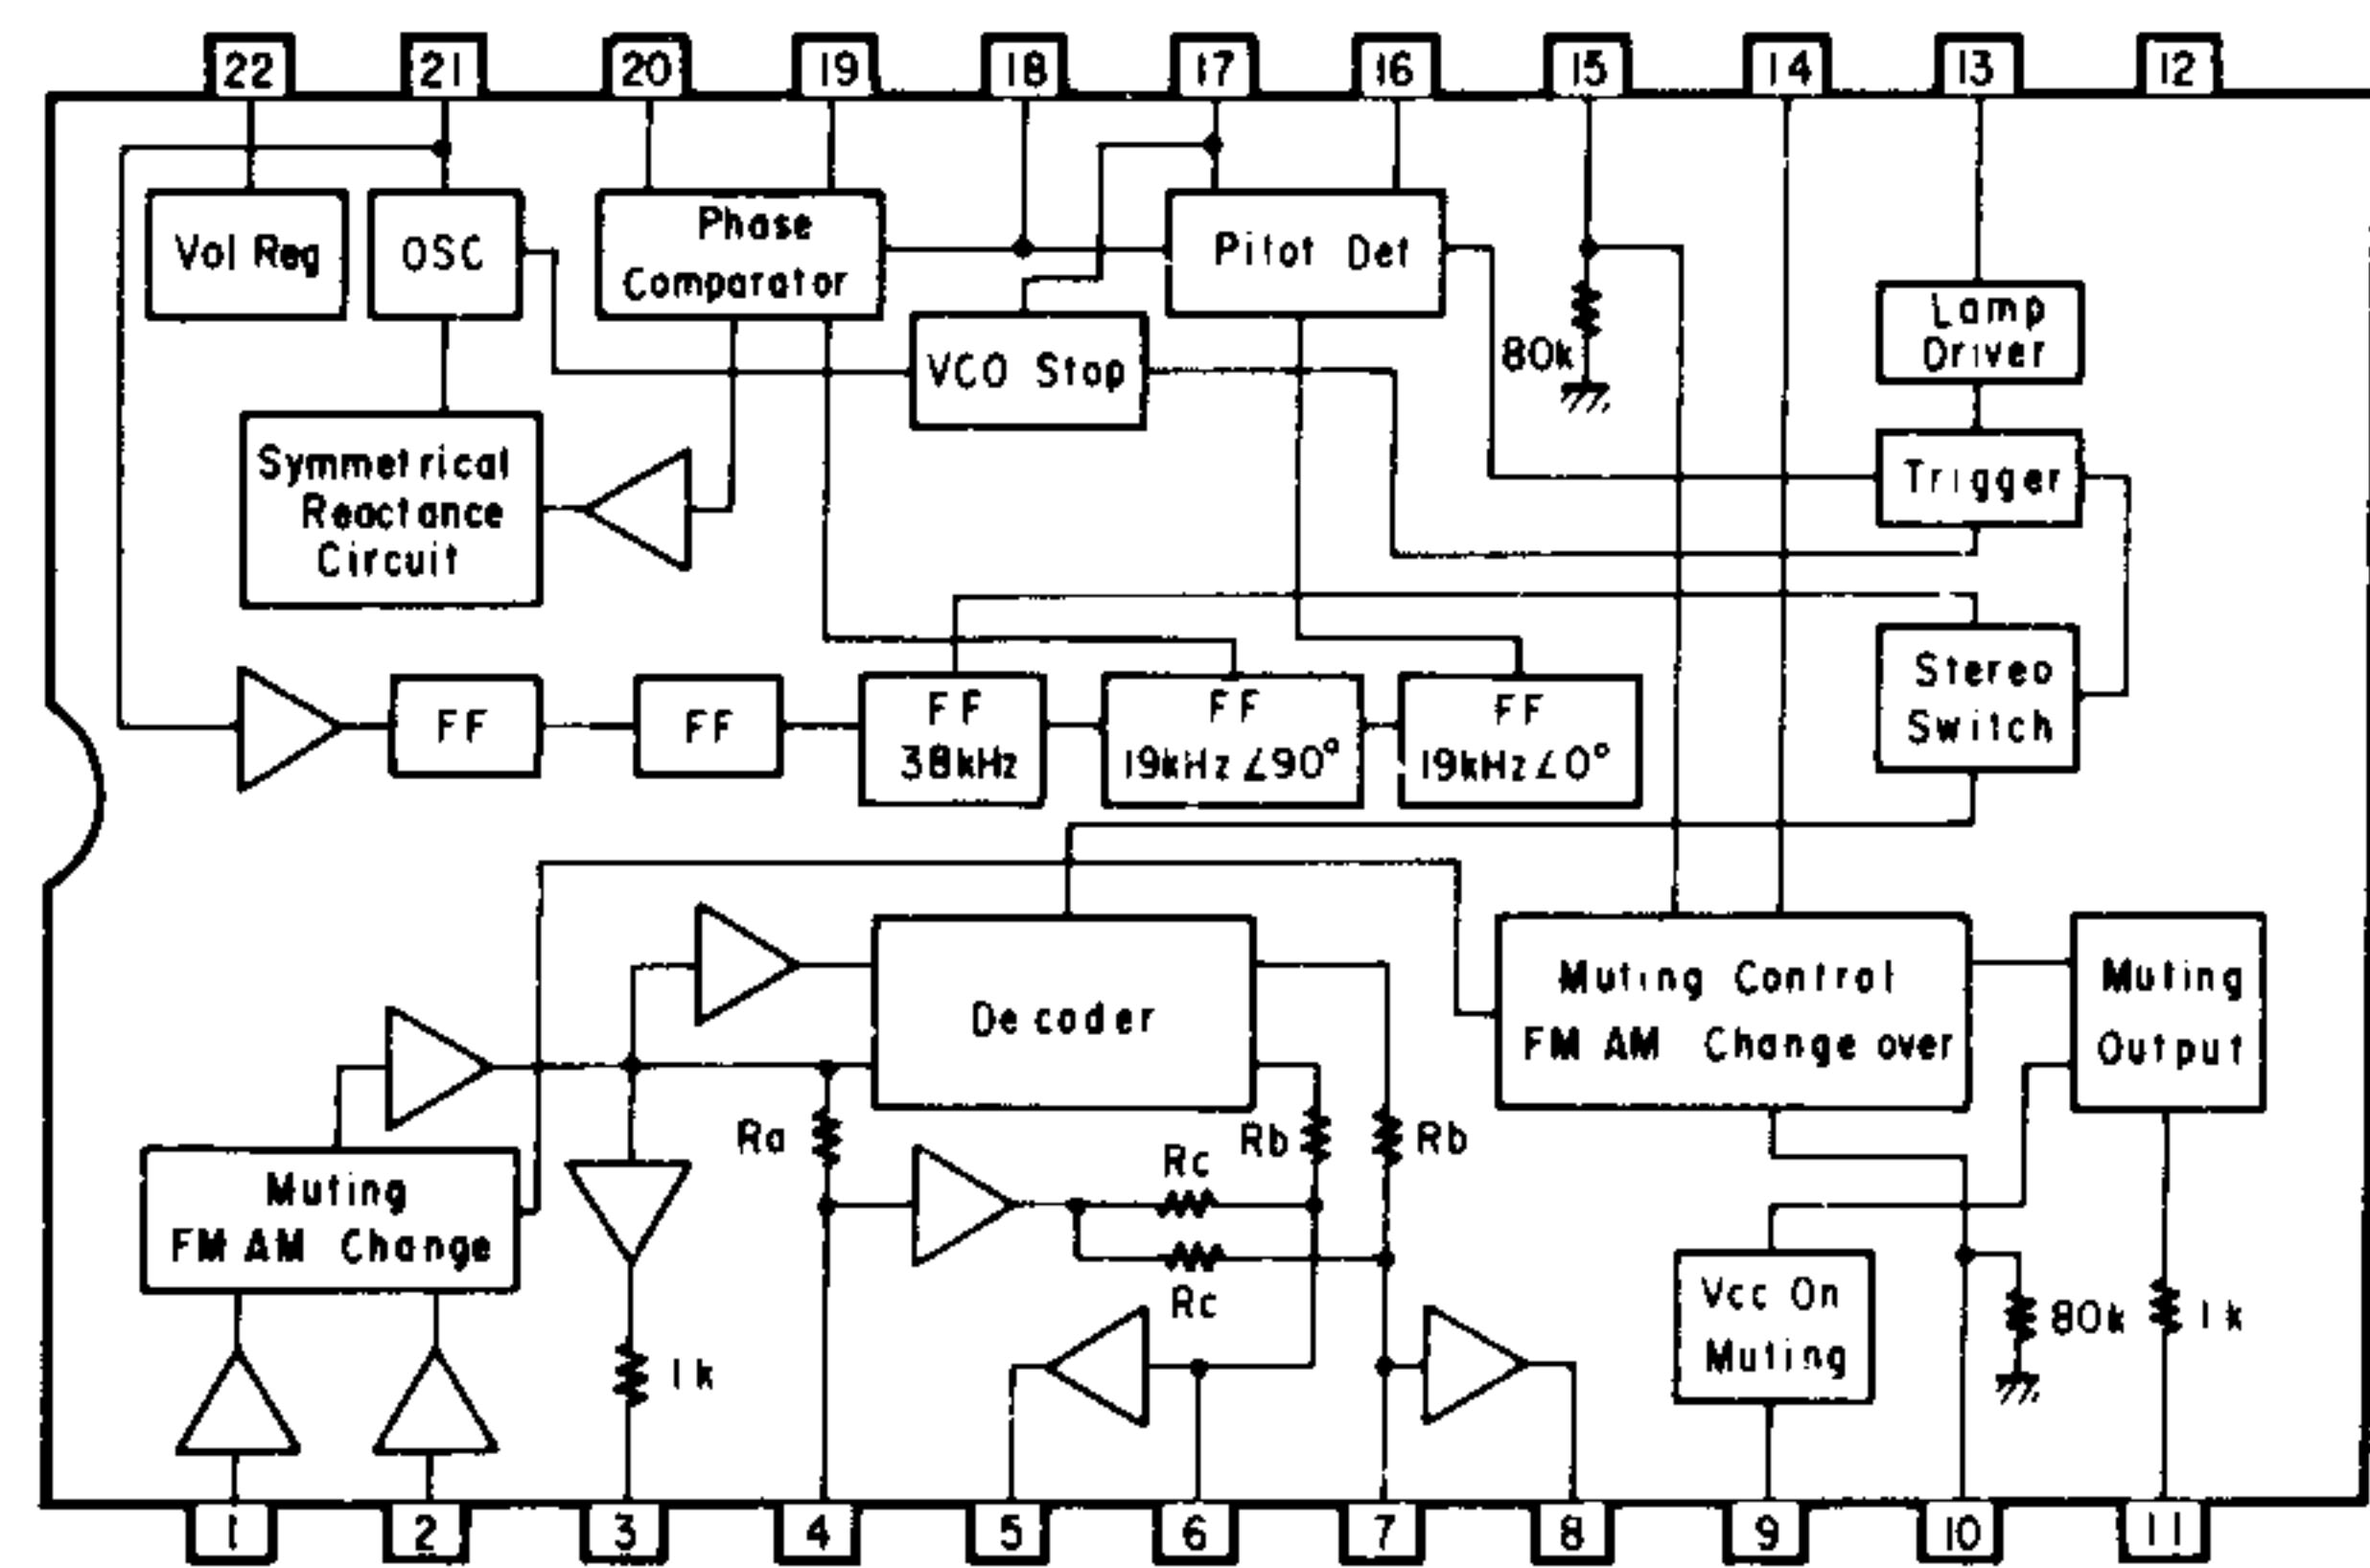 22 21 20 19 18 17 16 15 14 13 12
Vol Reg
OSC
Phase
Comparator
Pilot Det
VCO Stop
80k
Lamp
Driver
Symmetrical
Reactance
Circuit
Trigger
FF
FF
FF
38kHz
FF
19kHz∠90°
FF
19kHz∠0°
Stereo
Switch
Decoder
Muting Control
FM AM Change over
Muting
Output
Muting
FM AM Change
Ra
Rc
Rb
Rb
Rc
1k
Vcc On
Muting
80k
1k
1 2 3 4 5 6 7 8 9 10 11